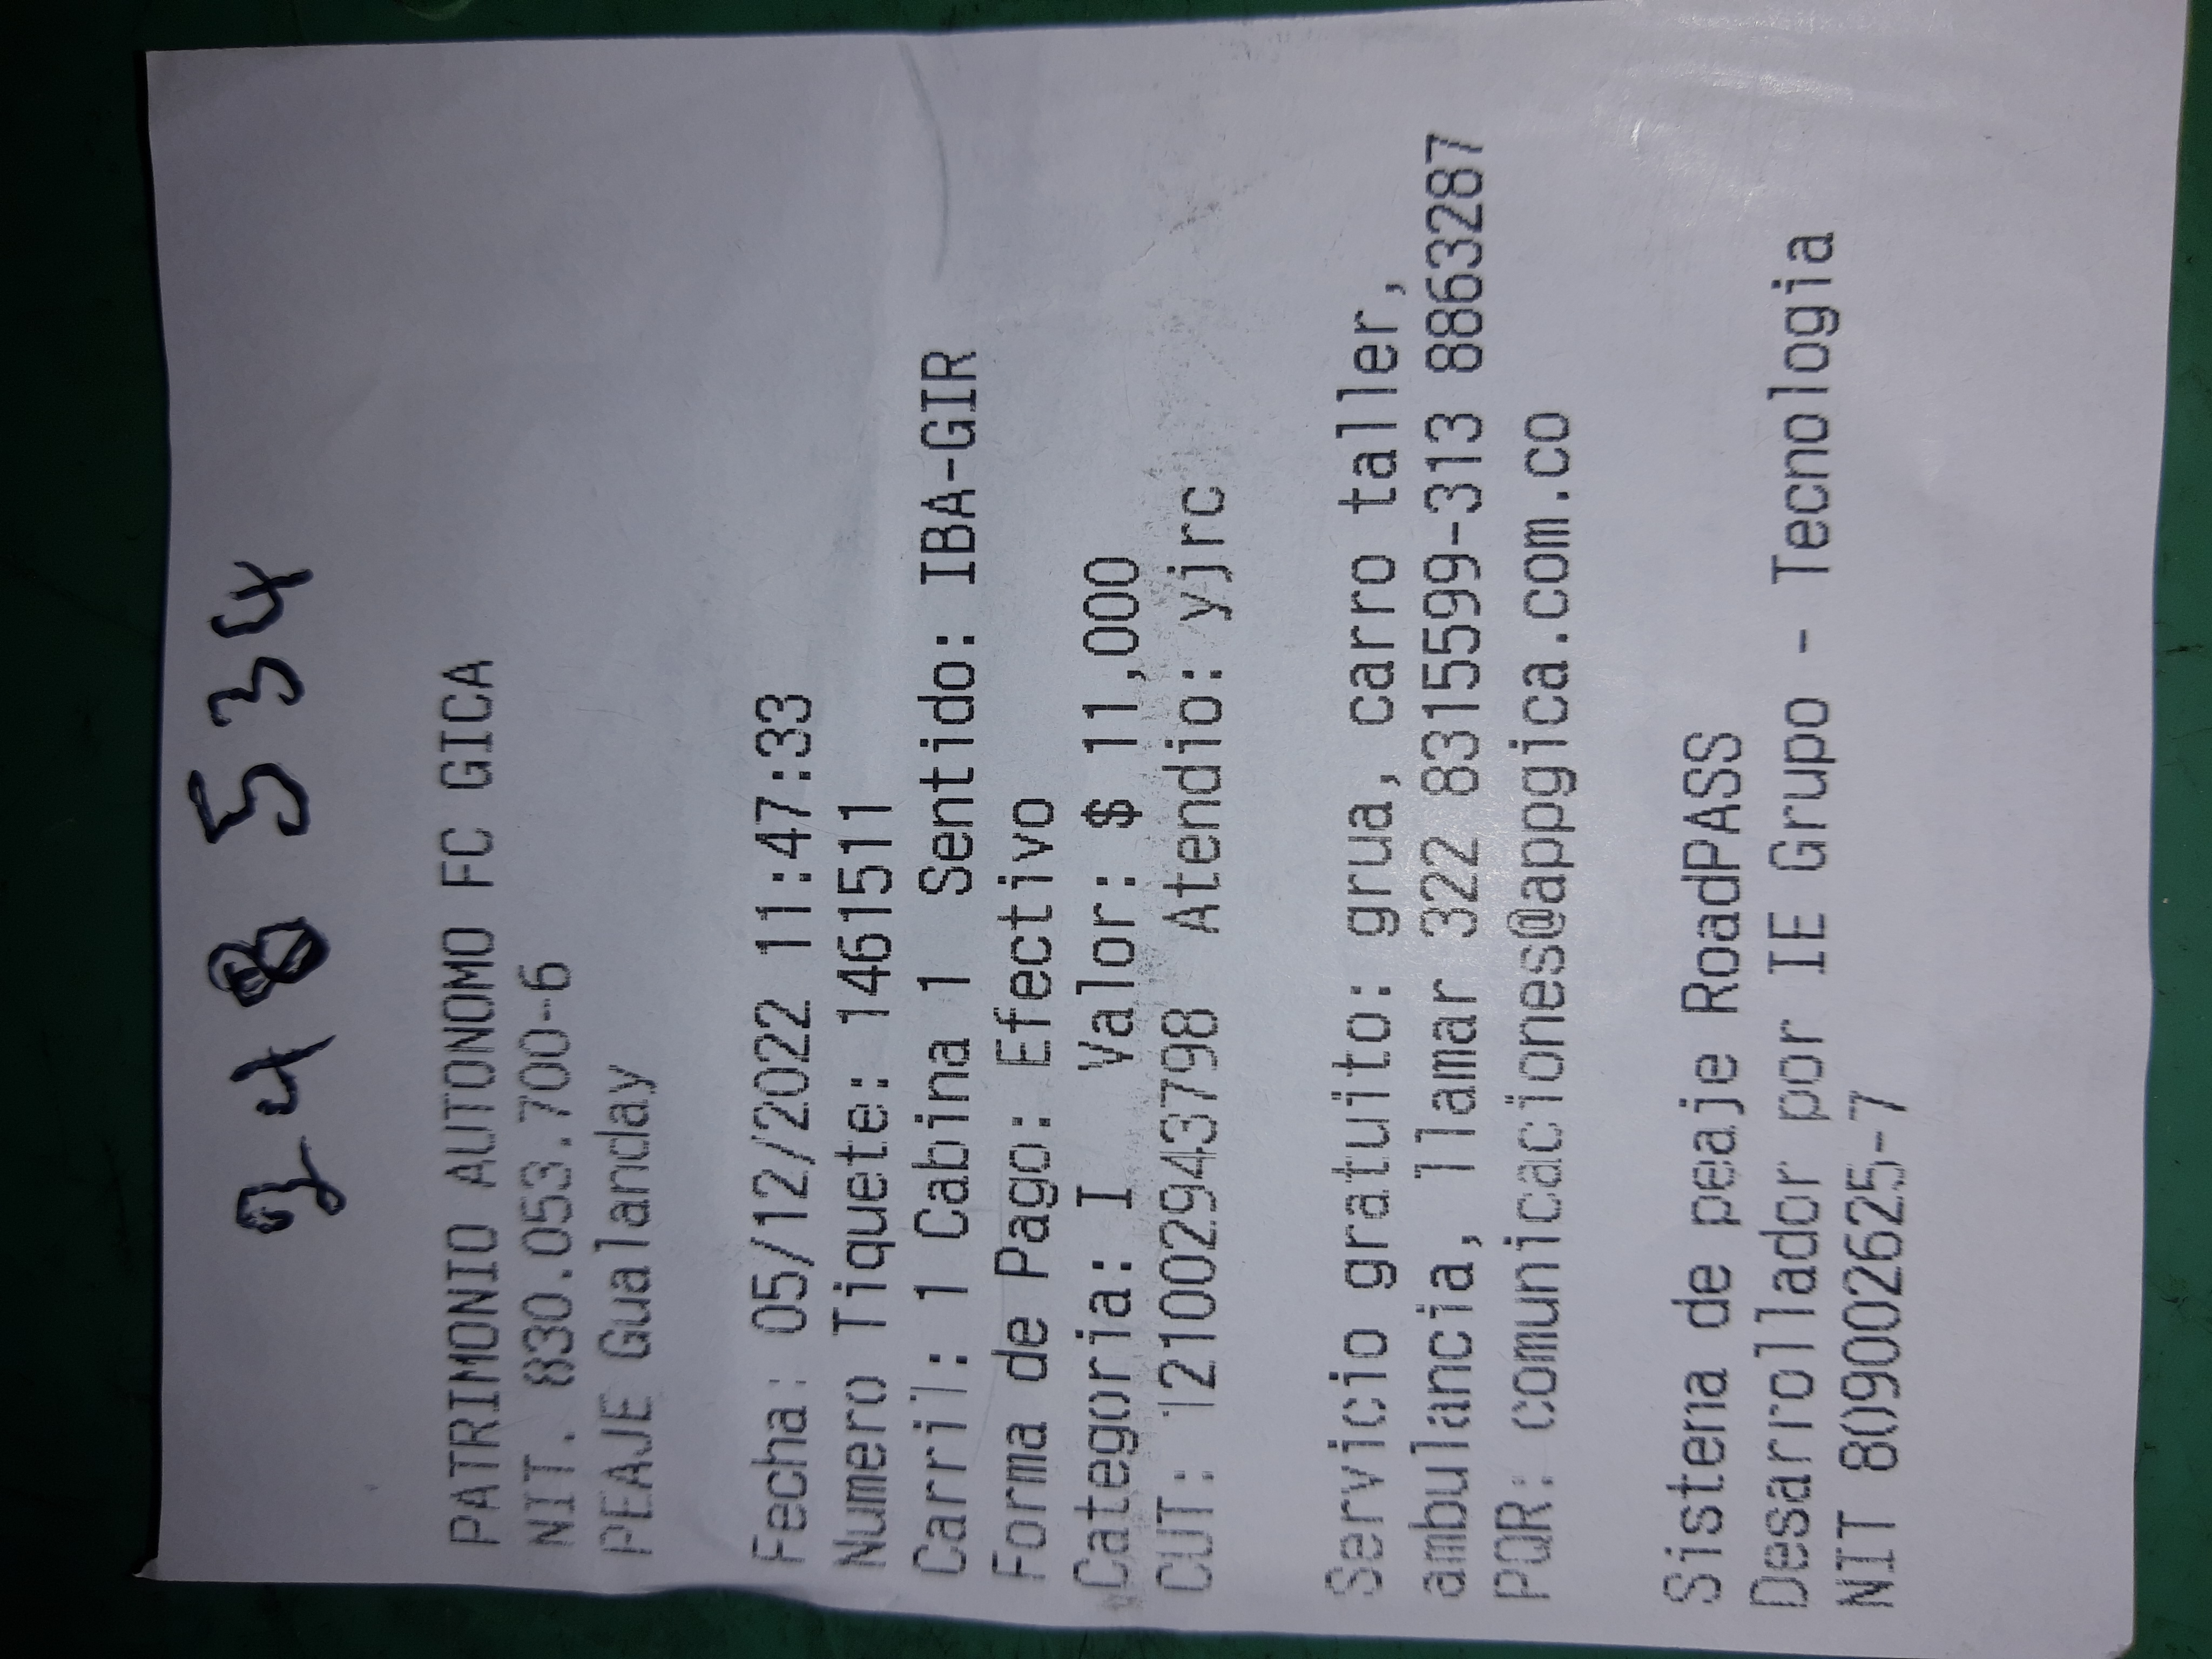 248534
PATRIMONIO AUTONOMO FC GICA
NIT. 830.053.700-6
PEAJE Gualanday
Fecha: 05/12/2022 11:47:33
Numero Tiquete: 1461511
Carril: 1 Cabina 1 Sentido: IBA-GIR
Forma de Pago: Efectivo
Categoria: I Valor: $ 11,000
CUT: 121002943798 Atendio: yjrc
Servicio gratuito: grua, carro taller,
ambulancia, llamar 322 8315599-313 8863287
PQR: comunicaciones@appgica.com.co
Sistema de peaje RoadPASS
Desarrollador por IE Grupo - Tecnologia
NIT 809002625-7